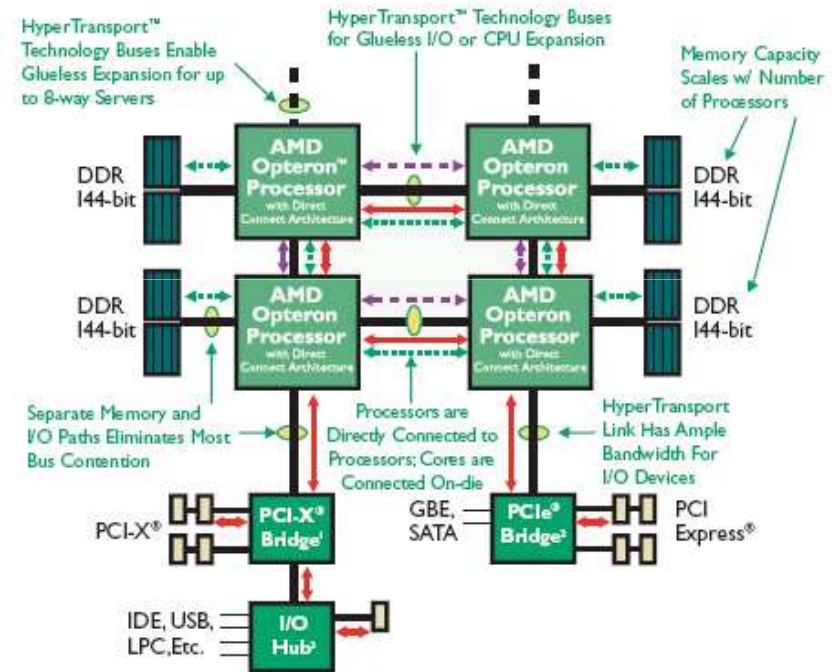 HyperTransport™
Technology Buses Enable
Glueless Expansion for up
to 8-way Servers
HyperTransport™ Technology Buses
for Glueless I/O or CPU Expansion
Memory Capacity
Scales w/ Number
of Processors
DDR
144-bit
AMD
Opteron™
Processor
with Direct
Connect Architecture
AMD
Opteron
Processor
with Direct
Connect Architecture
DDR
144-bit
DDR
144-bit
AMD
Opteron
Processor
with Direct
Connect Architecture
AMD
Opteron
Processor
with Direct
Connect Architecture
DDR
144-bit
Separate Memory and
I/O Paths Eliminates Most
Bus Contention
Processors are
Directly Connected to
Processors; Cores are
Connected On-die
HyperTransport
Link Has Ample
Bandwidth For
I/O Devices
PCI-X®
PCI-X®
Bridge¹
GBE,
SATA
PCIe®
Bridge²
PCI
Express®
IDE, USB,
LPC,Etc.
I/O
Hub³